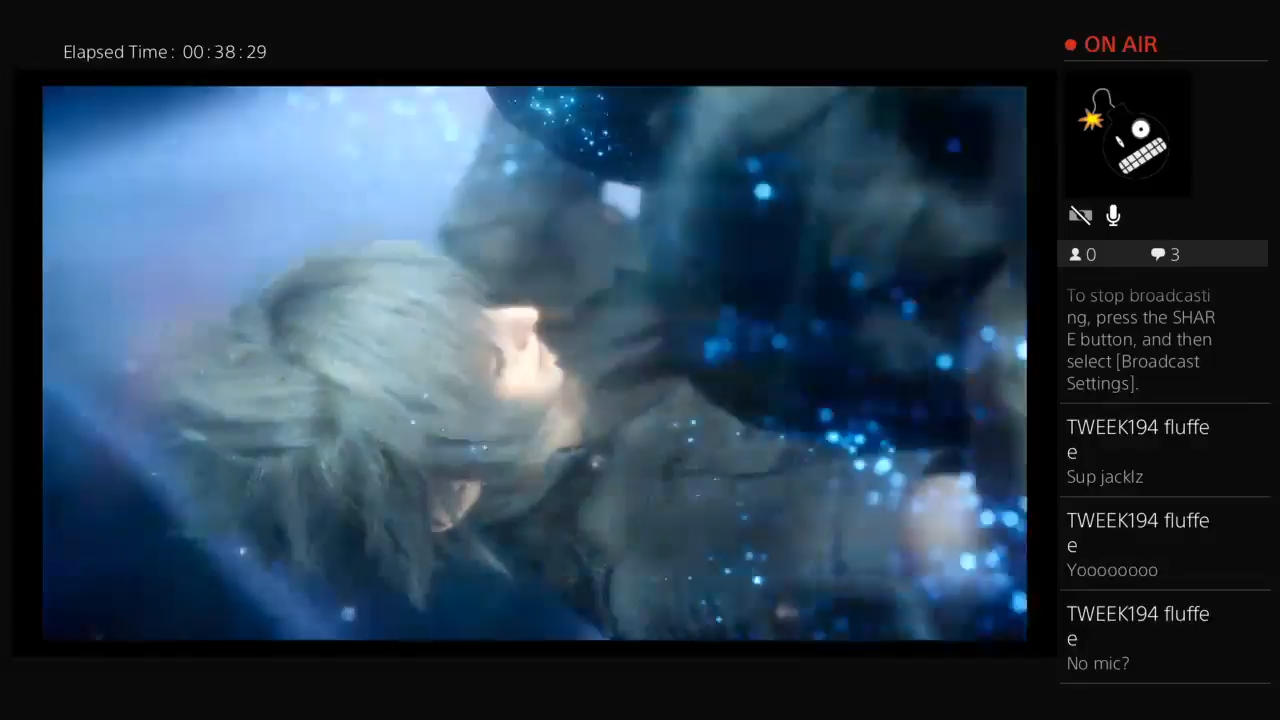 Elapsed Time: 00:38:29
ON AIR
0
3
To stop broadcasti
ng, press the SHAR
E button, and then
select [Broadcast
Settings].
TWEEK194 fluffe
e
Sup jacklz
TWEEK194 fluffe
e
Yoooooooo
TWEEK194 fluffe
e
No mic?